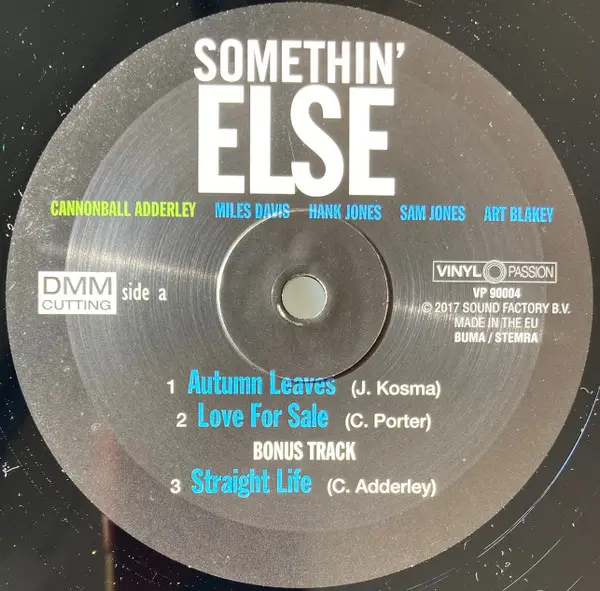 SOMETHIN'
ELSE
CANNONBALL ADDERLEY MILES DAVIS HANK JONES SAM JONES ART BLAKEY
DMM
CUTTING
side a
VINYL PASSION
VP 90004
© 2017 SOUND FACTORY B.V.
MADE IN THE EU
BUMA / STEMRA
1 Autumn Leaves (J. Kosma)
2 Love For Sale (C. Porter)
BONUS TRACK
3 Straight Life (C. Adderley)